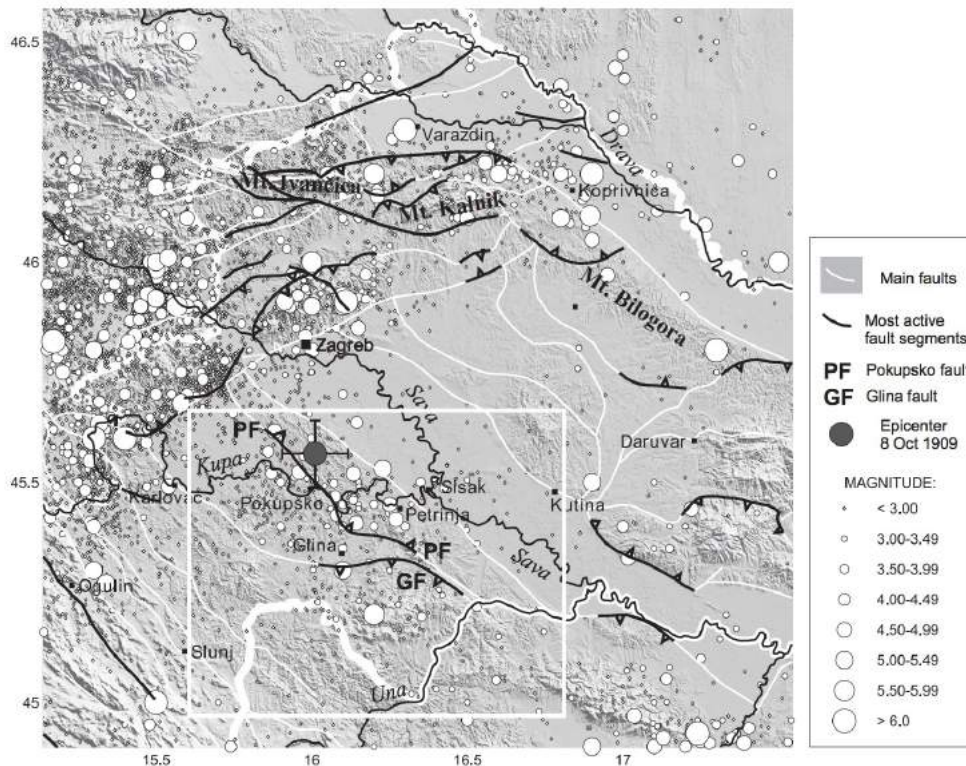 46.5
46
45.5
45
15.5
16
16.5
17
Varazdin
Drava
Mt. Ivančica
Mt. Kalnik
Koprivnica
Mt. Bilogora
Zagreb
Sava
PF
Kupa
Karlovac
Pokupsko
Sisak
Petrinja
Daruvar
Kutina
Glina
PF
GF
Sava
Ogulin
Slunj
Una
Main faults
Most active
fault segments
PF Pokupsko fault
GF Glina fault
Epicenter
8 Oct 1909
MAGNITUDE:
< 3.00
3.00-3.49
3.50-3.99
4.00-4.49
4.50-4.99
5.00-5.49
5.50-5.99
> 6.0